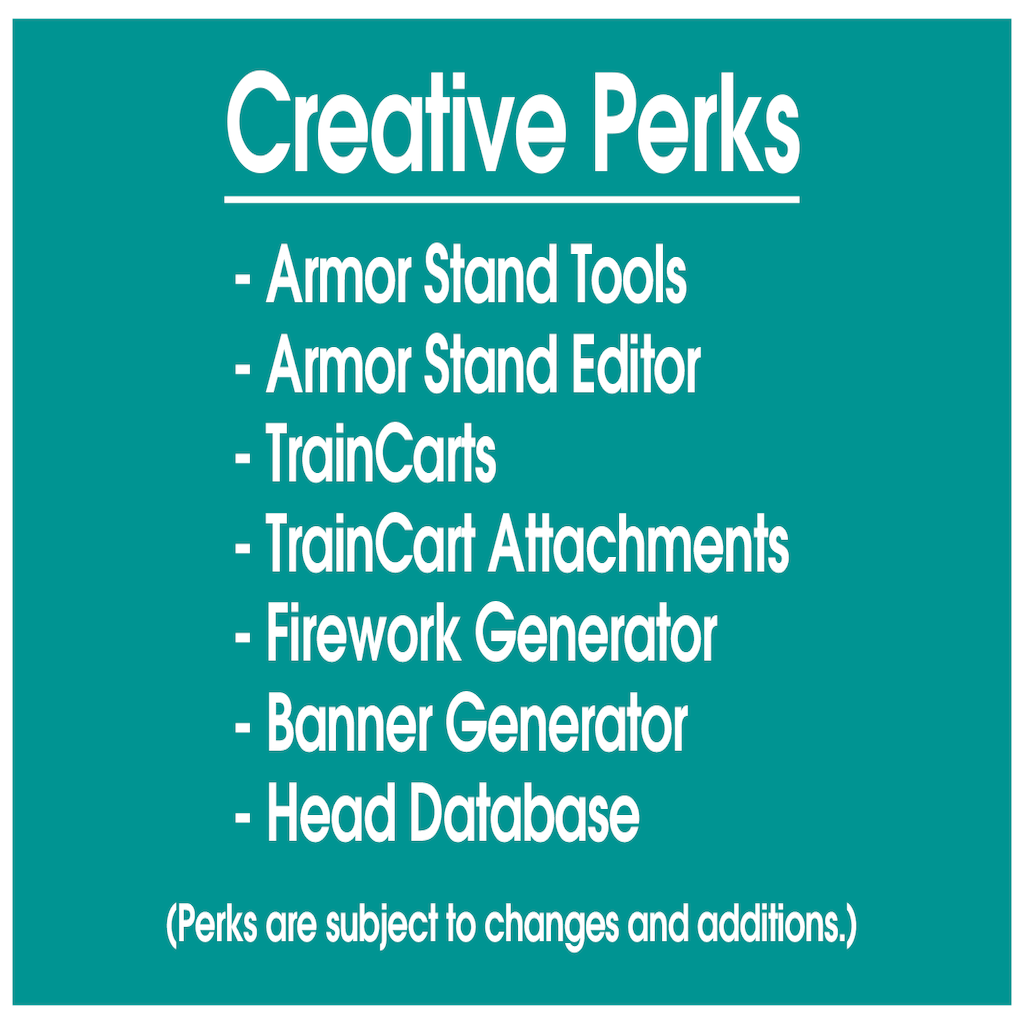 Creative Perks
- Armor Stand Tools
- Armor Stand Editor
- TrainCarts
- TrainCart Attachments
- Firework Generator
- Banner Generator
- Head Database
(Perks are subject to changes and additions.)